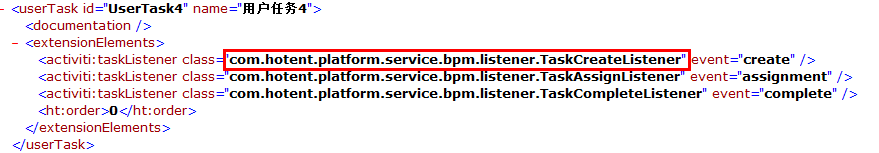 - <userTask id="UserTask4" name="用户任务4">
<documentation />
- <extensionElements>
<activiti:taskListener class="com.hotent.platform.service.bpm.listener.TaskCreateListener" event="create" />
<activiti:taskListener class="com.hotent.platform.service.bpm.listener.TaskAssignListener" event="assignment" />
<activiti:taskListener class="com.hotent.platform.service.bpm.listener.TaskCompleteListener" event="complete" />
<ht:order>0</ht:order>
</extensionElements>
</userTask>